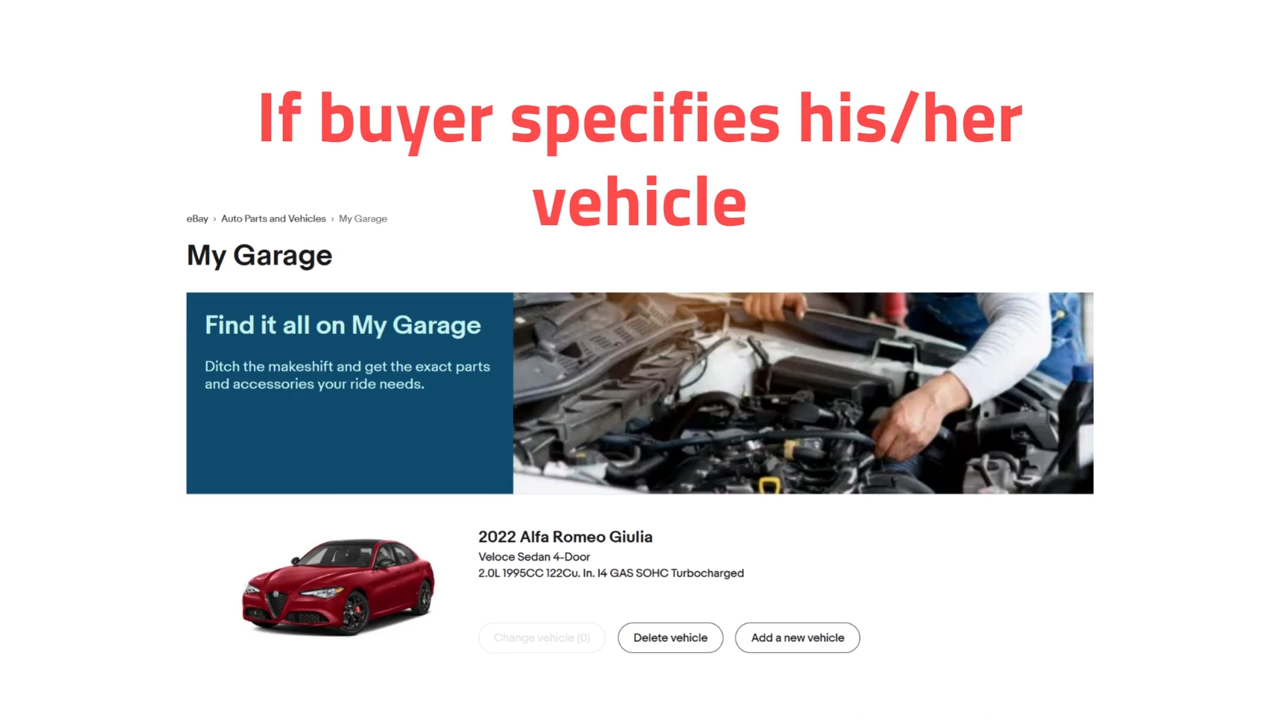 If buyer specifies his/her
vehicle
eBay › Auto Parts and Vehicles › My Garage
My Garage
Find it all on My Garage
Ditch the makeshift and get the exact parts
and accessories your ride needs.
2022 Alfa Romeo Giulia
Veloce Sedan 4-Door
2.0L 1995CC 122Cu. In. I4 GAS SOHC Turbocharged
Change vehicle (0) Delete vehicle Add a new vehicle